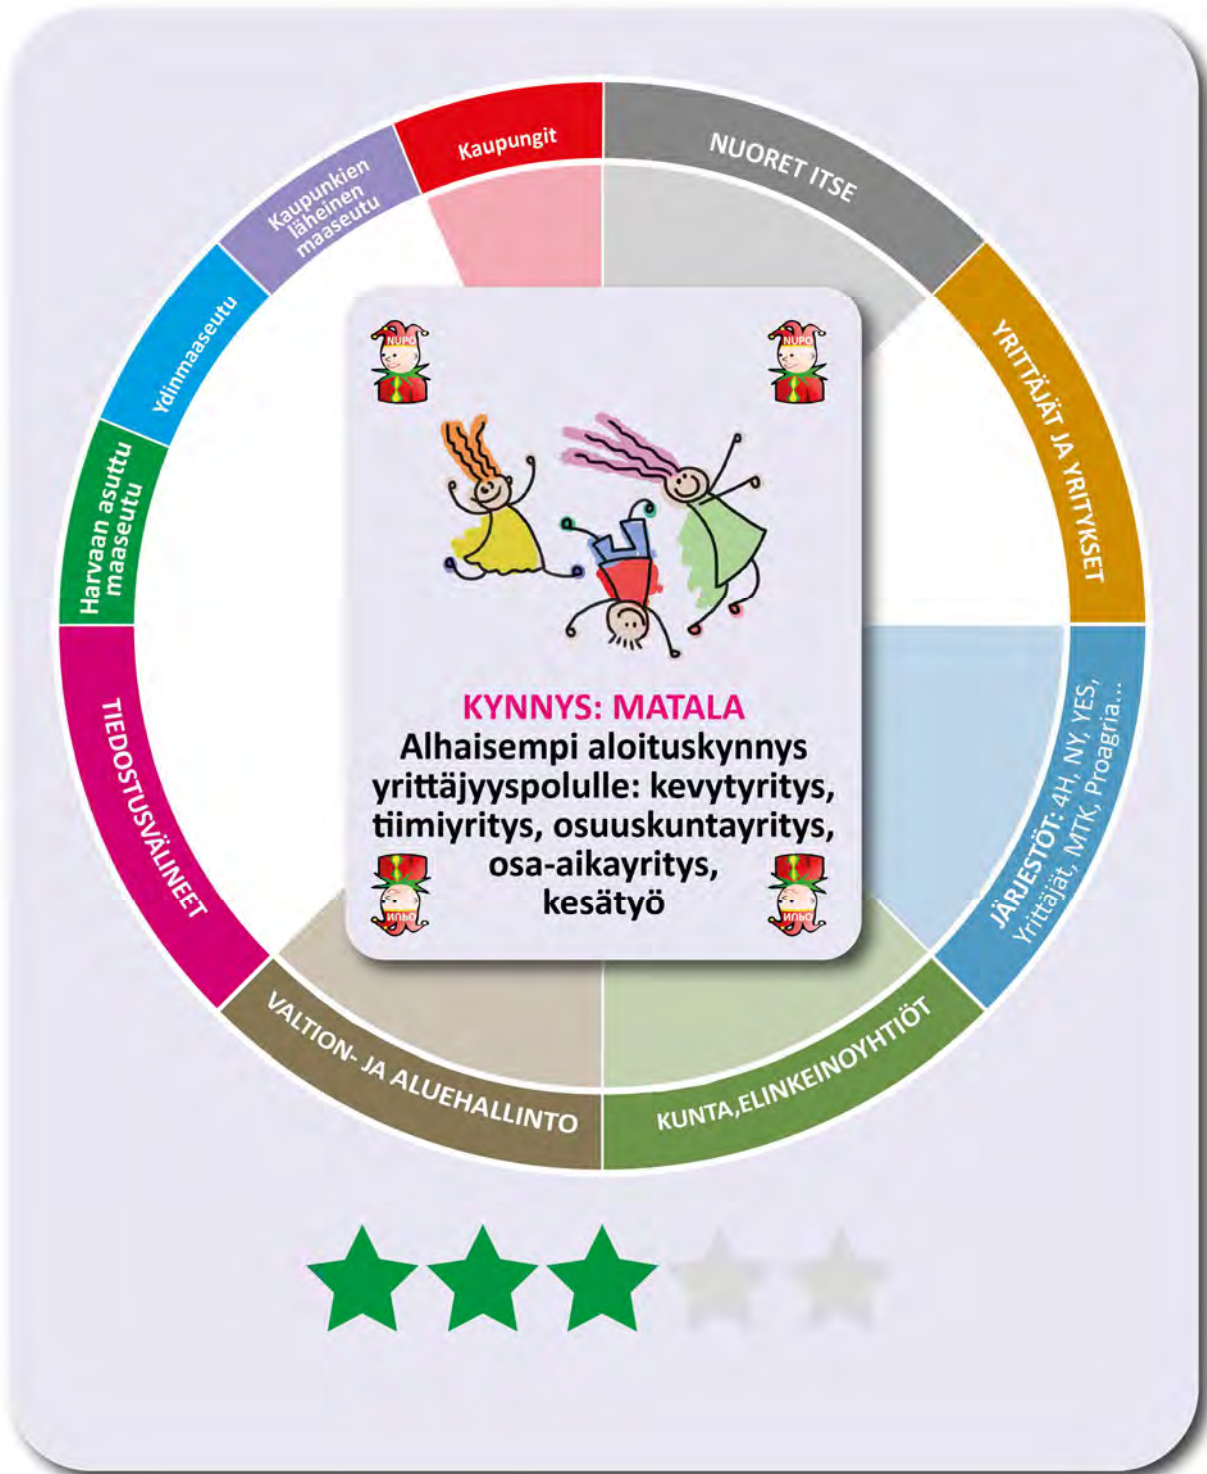 Kaupungit
NUORET ITSE
Kaupunkien
läheinen
maaseutu
YRITTÄJÄT JA YRITYKSET
Ydinmaaseutu
Harvaan asuttu
maaseutu
NUPO
NUPO
KYNNYS: MATALA
Alhaisempi aloituskynnys
yrittäjyyspolulle: kevytyritys,
tiimiyritys, osuuskuntayritys,
osa-aikayritys,
kesätyö
NUPO
NUPO
JÄRJESTÖT: 4H, NY, YES,
Yrittäjät, MTK, Proagria...
TIEDOSTUSVÄLINEET
VALTION- JA ALUEHALLINTO
KUNTA,ELINKEINOYHTIÖT